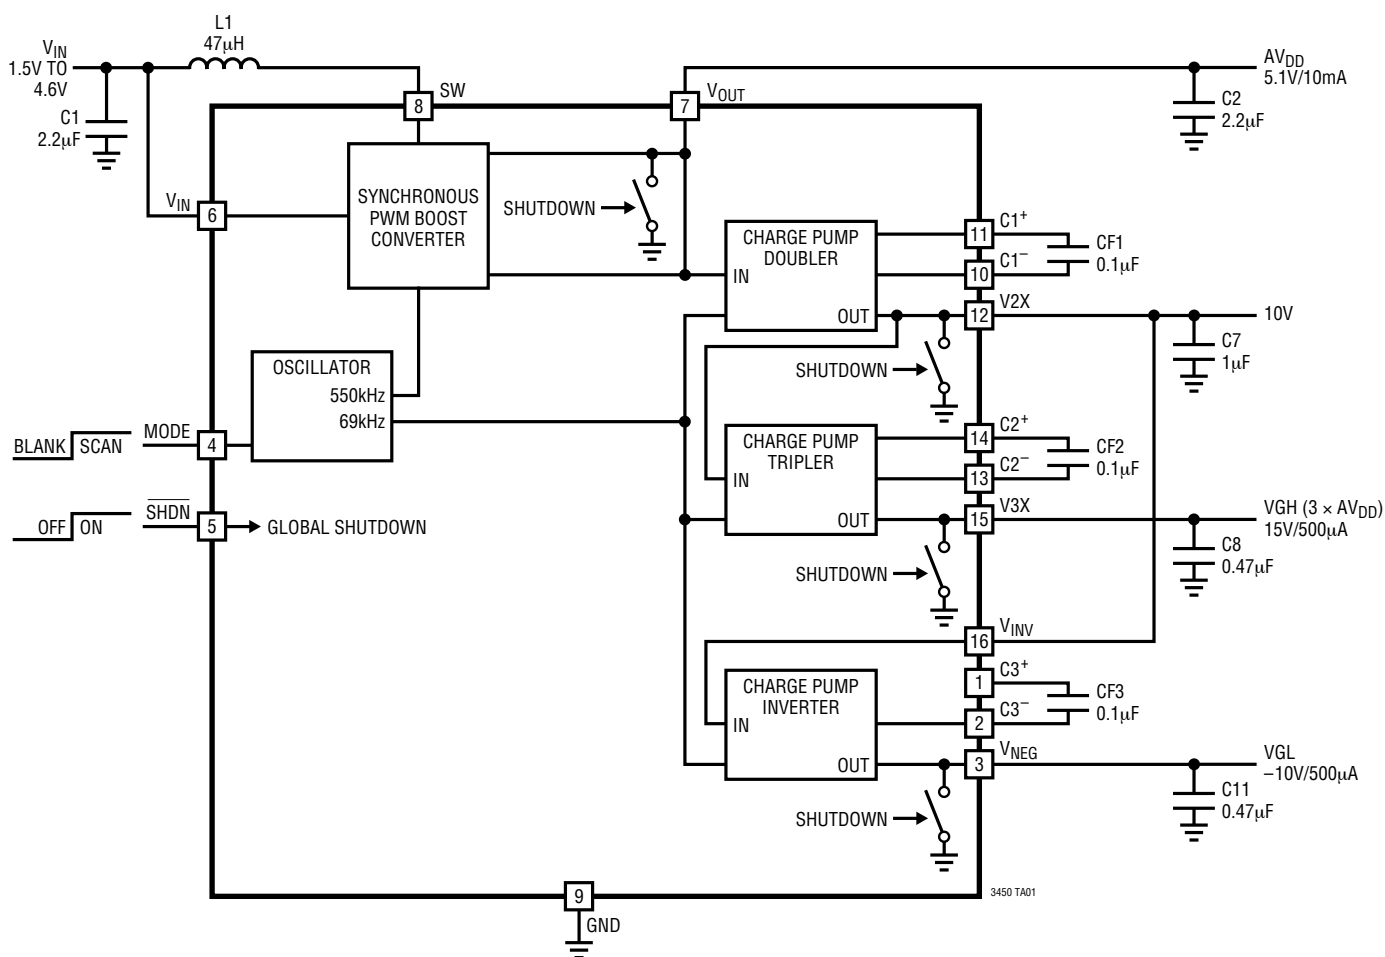 L1
47µH
VIN
1.5V TO
4.6V
C1
2.2µF
SW
8
VOUT
7
AVDD
5.1V/10mA
C2
2.2µF
VIN
6
SYNCHRONOUS
PWM BOOST
CONVERTER
SHUTDOWN
CHARGE PUMP
DOUBLER
IN
OUT
11
C1+
10
C1–
CF1
0.1µF
12
V2X
10V
C7
1µF
SHUTDOWN
OSCILLATOR
550kHz
69kHz
BLANK
SCAN
MODE
4
CHARGE PUMP
TRIPLER
IN
OUT
14
C2+
13
C2–
CF2
0.1µF
OFF
ON
SHDN
5
GLOBAL SHUTDOWN
15
V3X
VGH (3 × AVDD)
15V/500µA
C8
0.47µF
SHUTDOWN
16
VINV
CHARGE PUMP
INVERTER
IN
OUT
1
C3+
2
C3–
CF3
0.1µF
3
VNEG
VGL
–10V/500µA
C11
0.47µF
SHUTDOWN
9
GND
3450 TA01